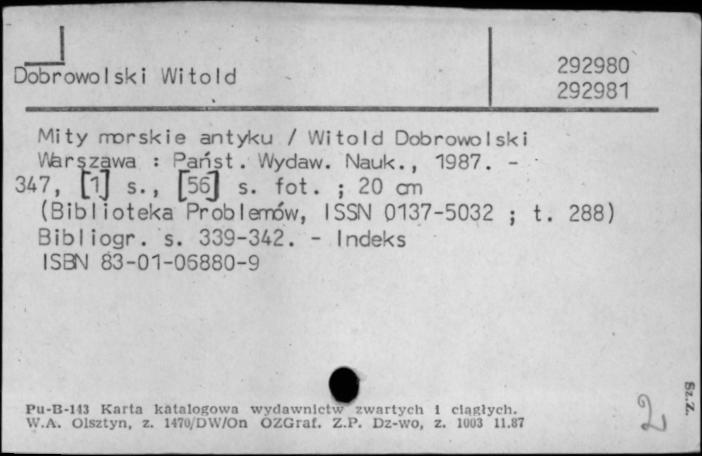 Dobrowolski Witold
292980
292981
Mity morskie antyku / Witold Dobrowolski
Warszawa : Państ. Wydaw. Nauk., 1987. -
347, [1] s., [56] s. fot. ; 20 cm
(Biblioteka Problemów, ISSN 0137-5032 ; t. 288)
Bibliogr. s. 339-342. - Indeks
ISBN 83-01-06880-9
Pu-B-143 Karta katalogowa wydawnictw zwartych i ciągłych.
W.A. Olsztyn, z. 1470/DW/On OZGraf. Z.P. Dz-wo, z. 1003 11.87
2
Sz.Z.